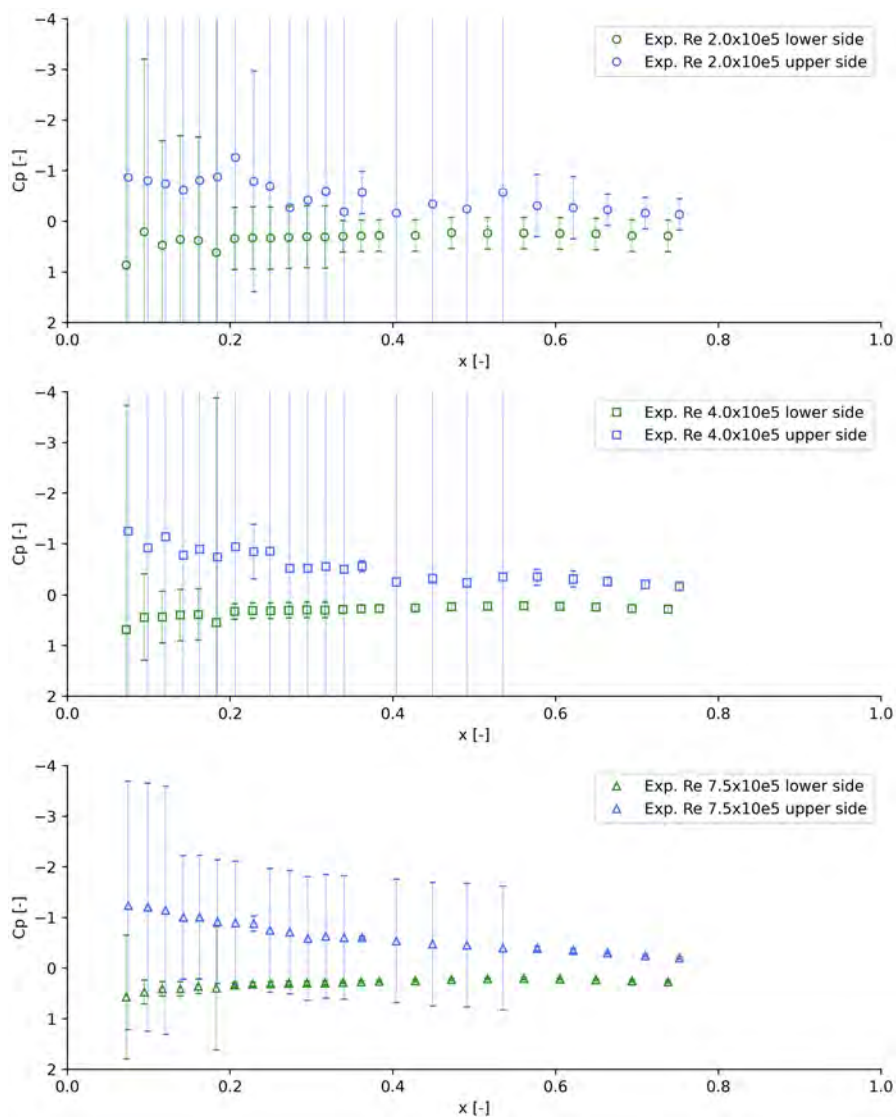 −4
−3
−2
−1
0
1
2
Cp [-]
Exp. Re 2.0x10e5 lower side
Exp. Re 2.0x10e5 upper side
0.0 0.2 0.4 0.6 0.8 1.0
x [-]
−4
−3
−2
−1
0
1
2
Cp [-]
Exp. Re 4.0x10e5 lower side
Exp. Re 4.0x10e5 upper side
0.0 0.2 0.4 0.6 0.8 1.0
x [-]
−4
−3
−2
−1
0
1
2
Cp [-]
Exp. Re 7.5x10e5 lower side
Exp. Re 7.5x10e5 upper side
0.0 0.2 0.4 0.6 0.8 1.0
x [-]